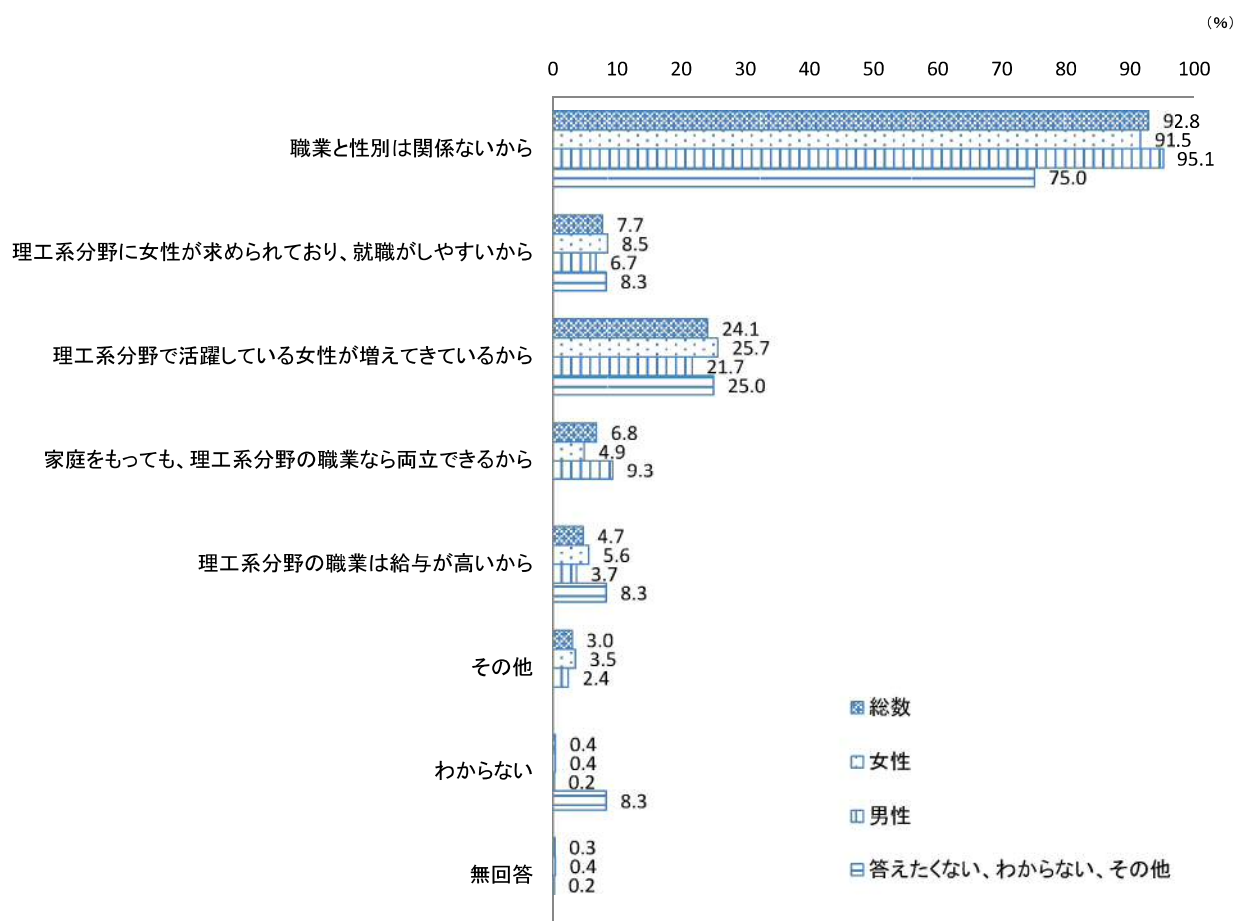 （%）
0 10 20 30 40 50 60 70 80 90 100
職業と性別は関係ないから
92.8
91.5
95.1
75.0
理工系分野に女性が求められており、就職がしやすいから
7.7
8.5
6.7
8.3
理工系分野で活躍している女性が増えてきているから
24.1
25.7
21.7
25.0
家庭をもっても、理工系分野の職業なら両立できるから
6.8
4.9
9.3
理工系分野の職業は給与が高いから
4.7
5.6
3.7
8.3
その他
3.0
3.5
2.4
わからない
0.4
0.4
0.2
8.3
無回答
0.3
0.4
0.2
総数
女性
男性
答えたくない、わからない、その他